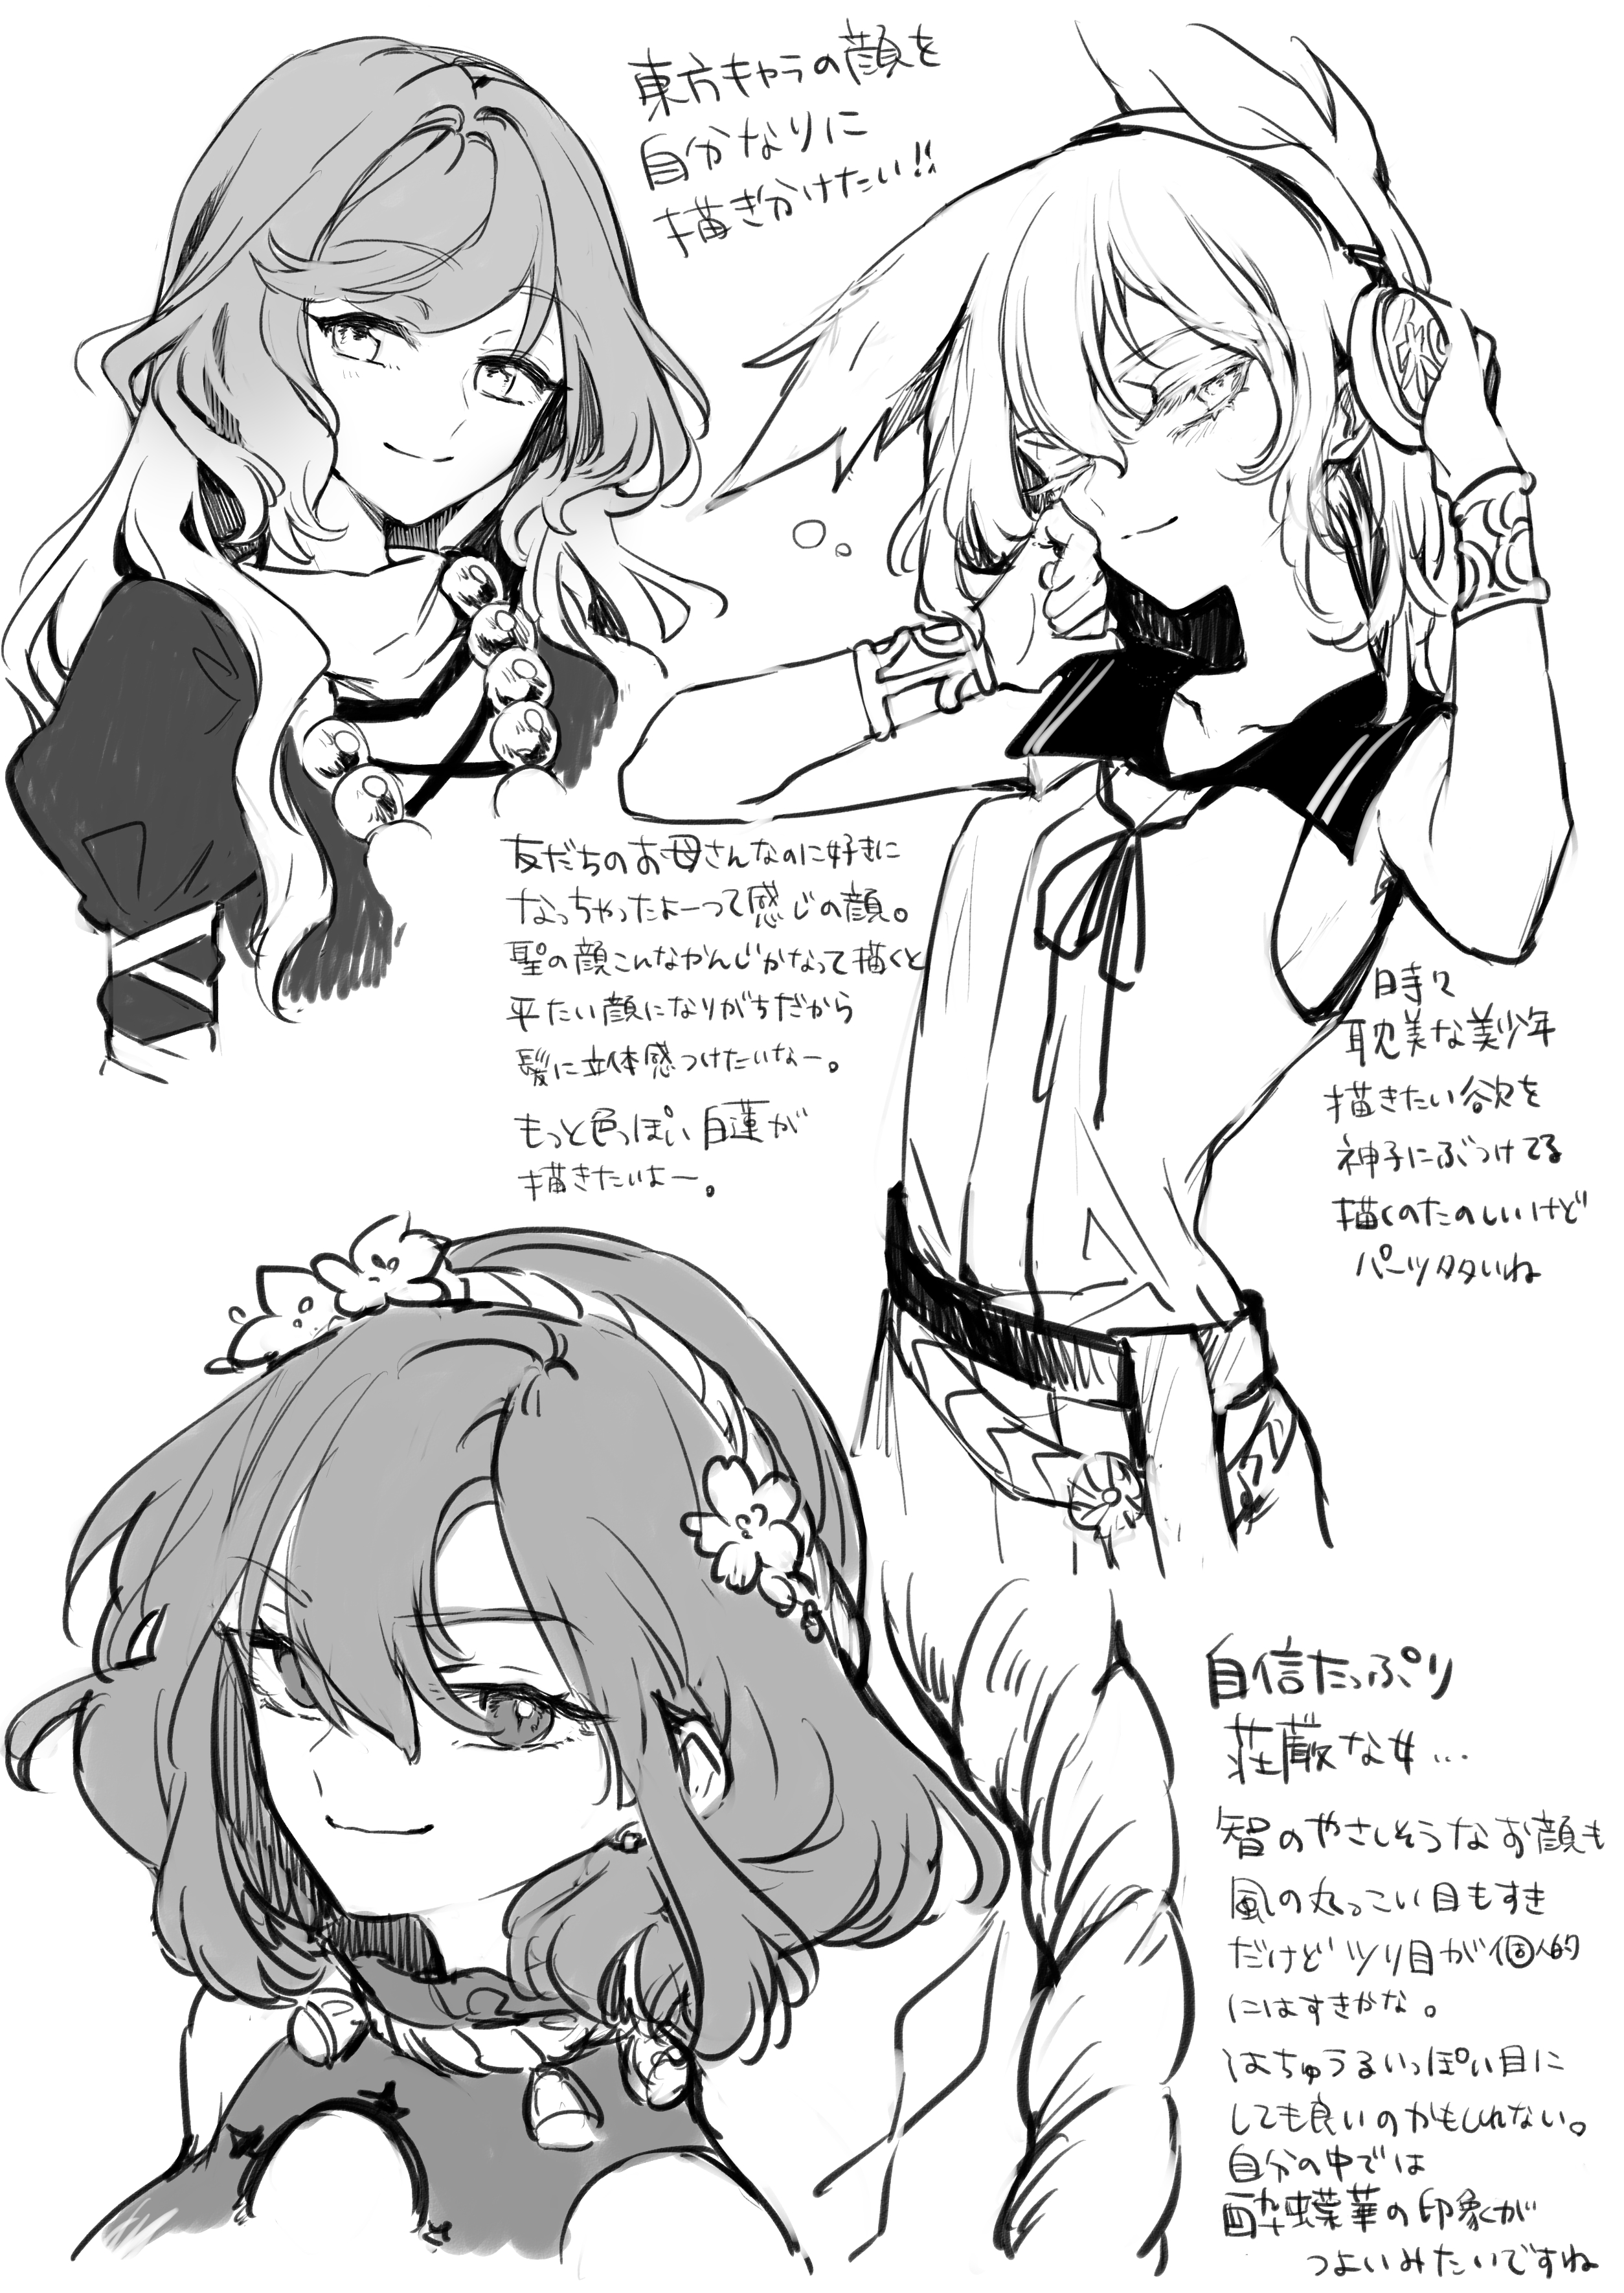 東方キャラの顔を
自分なりに
描き分けたい!!
和
友だちのお母さんなのに好きに
なっちゃったよーって感じの顔。
聖の顔こんなかんじかなって描くと
平たい顔になりがちだから
髪に立体感つけたいなー。
もっと色っぽい白蓮が
描きたいよー。
時々
耽美な美少年
描きたい欲を
神子にぶつけてる
描くのたのしいけど
パーツ多いね
自信たっぷり
荘厳な女...
智のやさしそうなお顔も
風の丸っこい目もすき
だけどツリ目が個人的
にはすきかな。
はちゅうるいっぽい目に
しても良いのかもしれない。
自分の中では
酔蝶華の印象が
つよいみたいですね